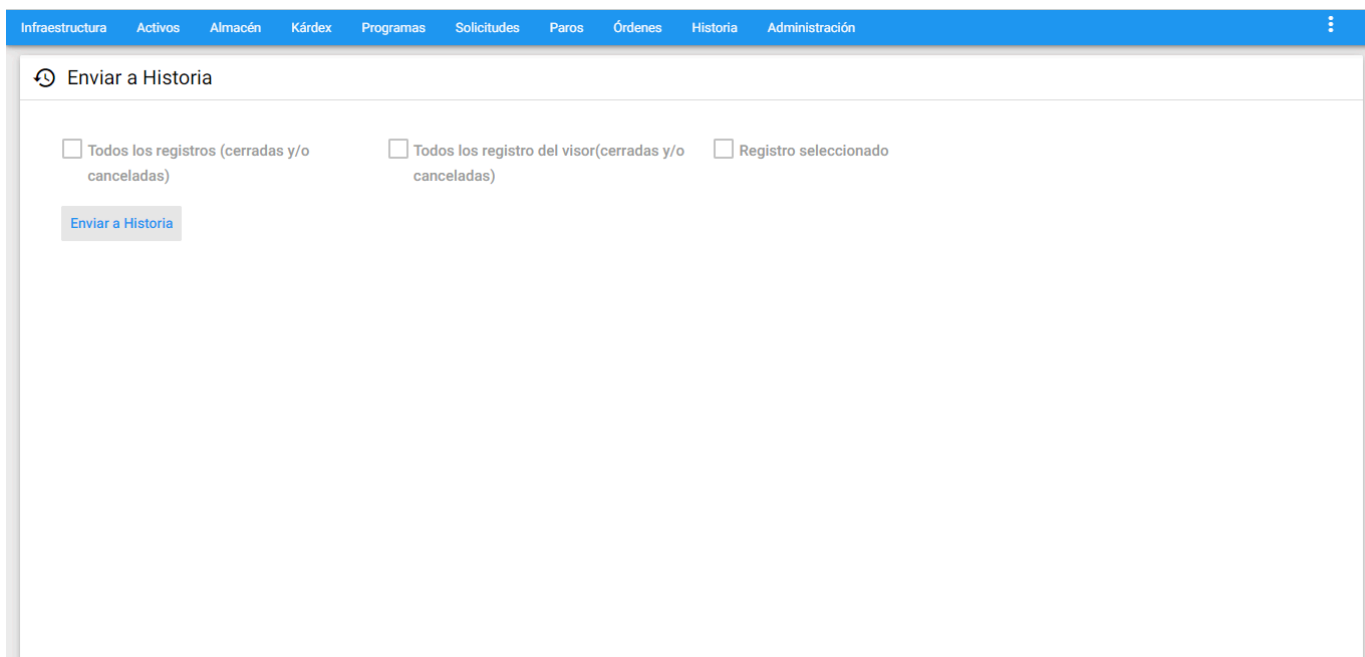 Infraestructura Activos Almacén Kárdex Programas Solicitudes Paros Órdenes Historia Administración
Enviar a Historia
Todos los registros (cerradas y/o
canceladas)
Todos los registro del visor(cerradas y/o
canceladas)
Registro seleccionado
Enviar a Historia